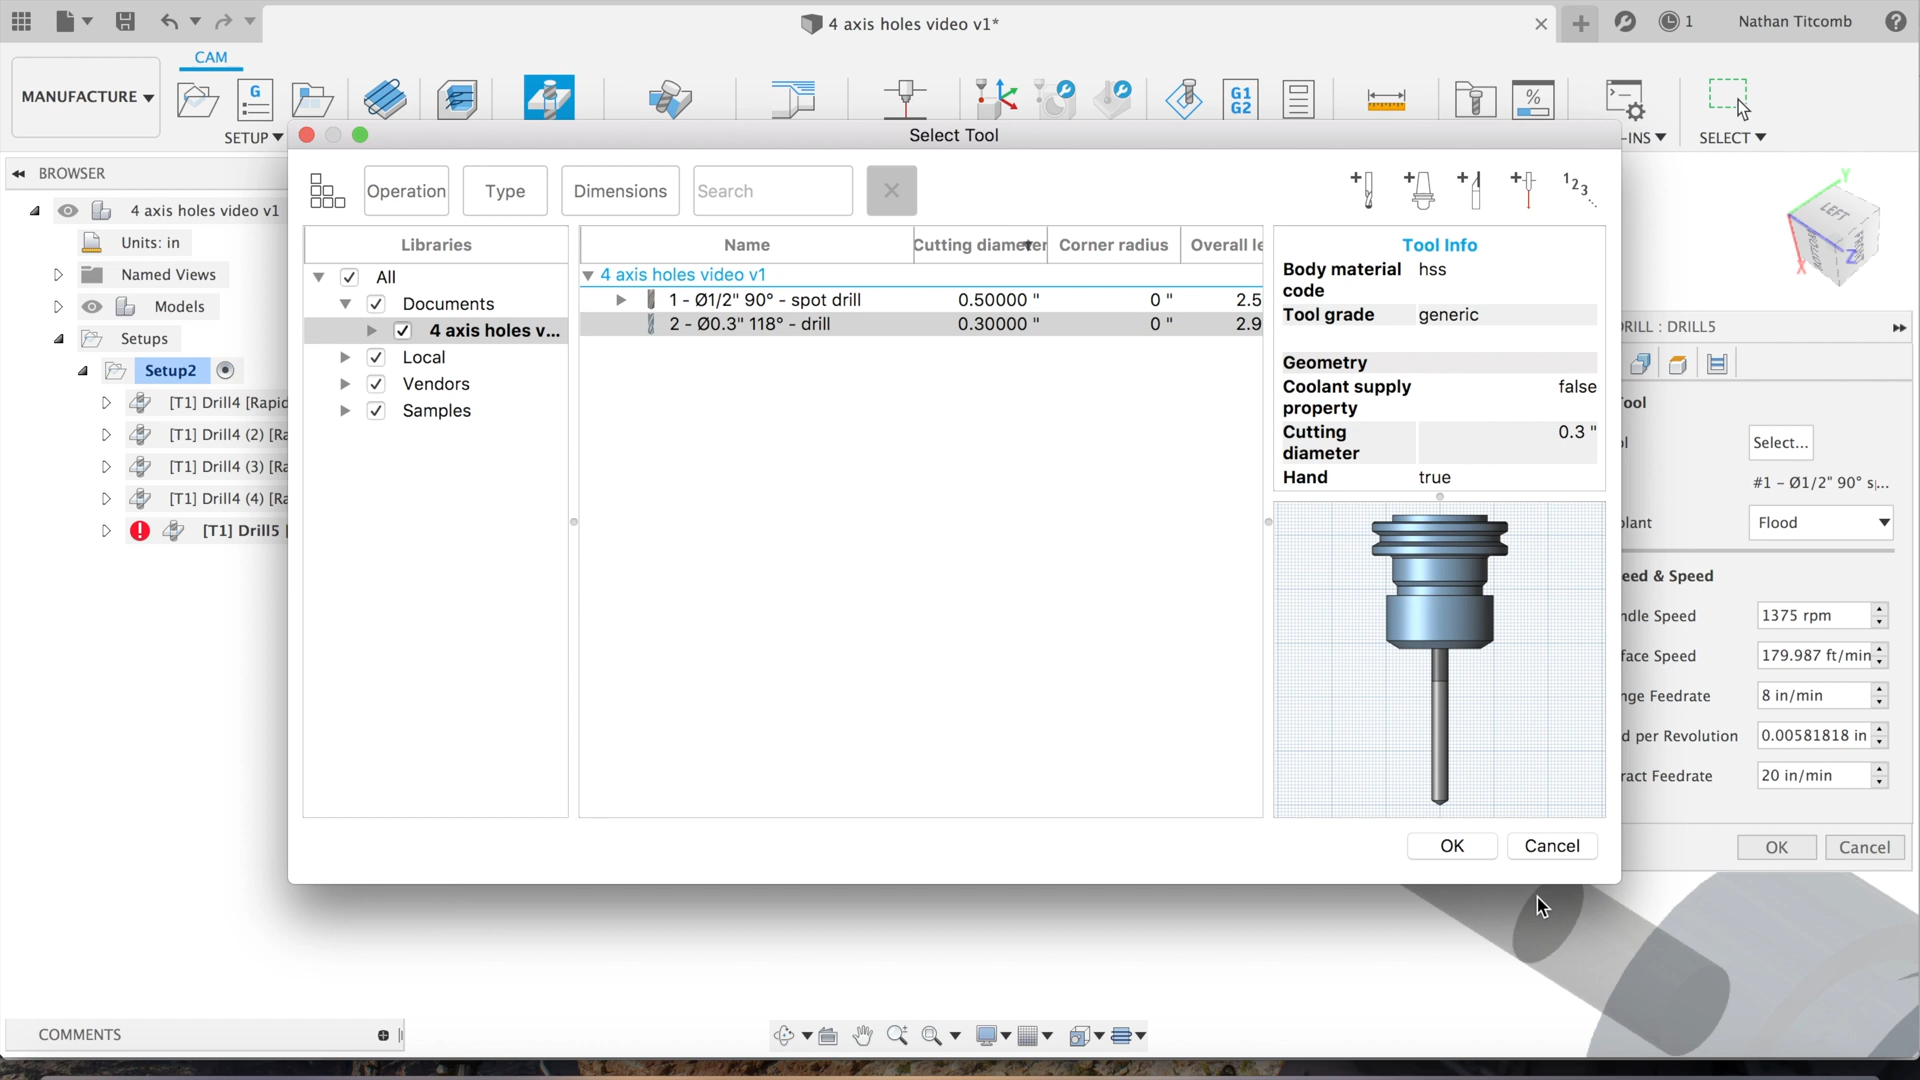 4 axis holes video v1*
1
Nathan Titcomb
CAM
MANUFACTURE
SETUP
G
G1
G2
%
-INS
SELECT
Select Tool
BROWSER
4 axis holes video v1
Units: in
Named Views
Models
Setups
Setup2
[T1] Drill4 [Rapid
[T1] Drill4 (2) [Ra
[T1] Drill4 (3) [Ra
[T1] Drill4 (4) [Ra
[T1] Drill5 [
Operation
Type
Dimensions
Search
123
Libraries
All
Documents
4 axis holes v...
Local
Vendors
Samples
Name
Cutting diameter
Corner radius
Overall le
4 axis holes video v1
1 - Ø1/2" 90° - spot drill 0.50000 " 0 " 2.5
2 - Ø0.3" 118° - drill 0.30000 " 0 " 2.9
Tool Info
Body material code hss
Tool grade generic
Geometry
Coolant supply property false
Cutting diameter 0.3 "
Hand true
OK
Cancel
Y
LEFT
X
Z
RILL : DRILL5
ool
l
Select...
#1 - Ø1/2" 90° s...
olant
Flood
eed & Speed
ndle Speed 1375 rpm
face Speed 179.987 ft/min
nge Feedrate 8 in/min
d per Revolution 0.00581818 in
ract Feedrate 20 in/min
OK
Cancel
COMMENTS